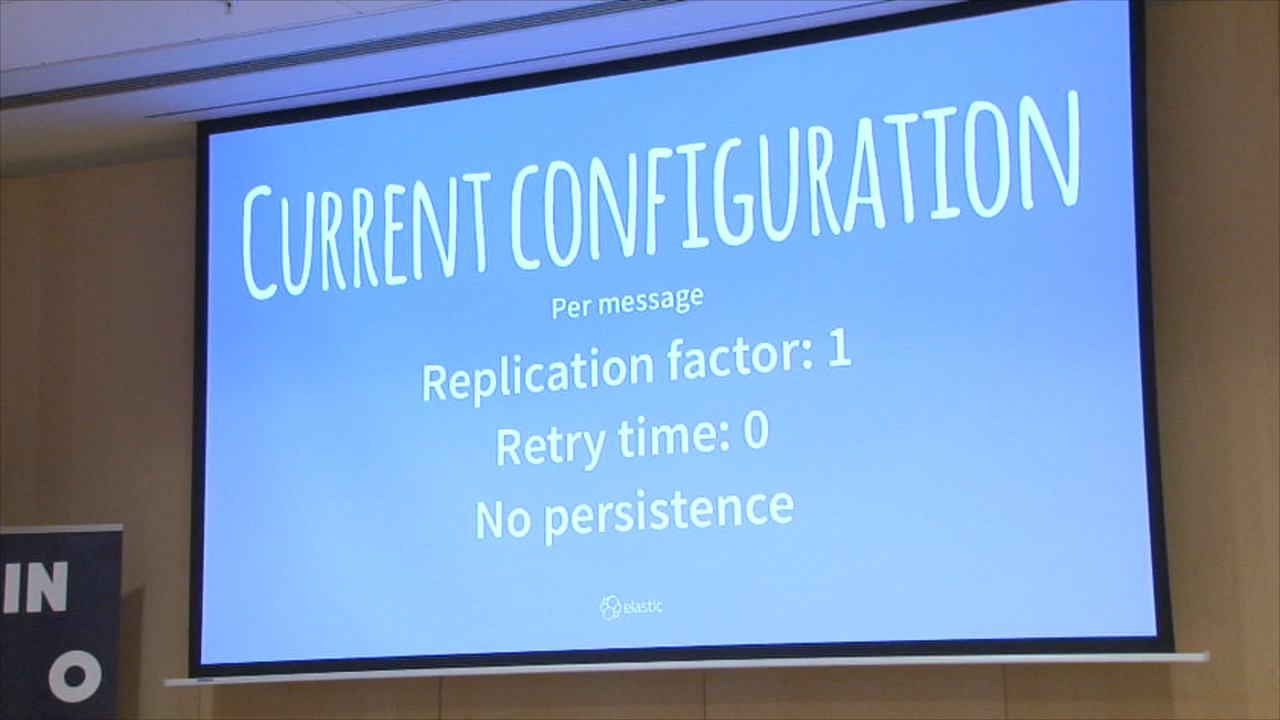 CURRENT CONFIGURATION
Per message
Replication factor: 1
Retry time: 0
No persistence
elastic
IN
O